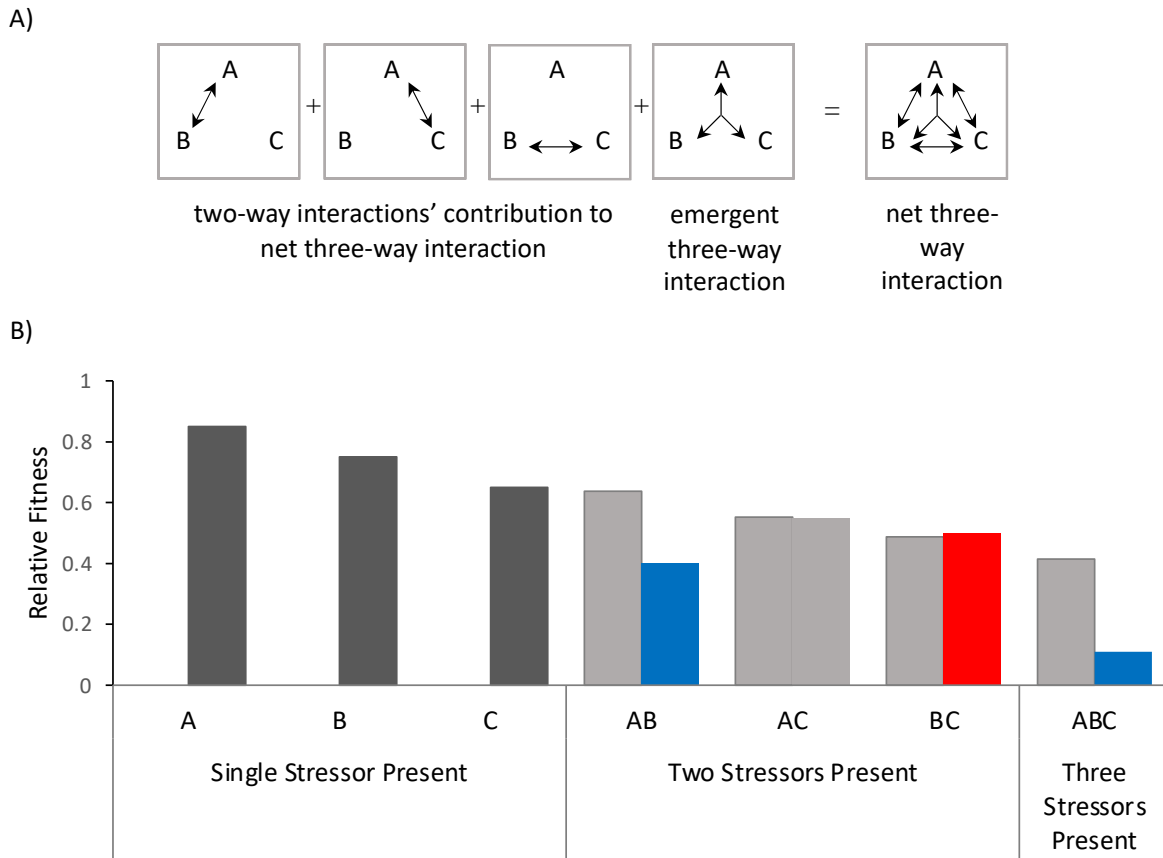 A)
A
B
C
+
A
B
C
+
A
B
C
+
A
B
C
=
A
B
C
two-way interactions’ contribution to
net three-way interaction
emergent
three-way
interaction
net three-
way
interaction
B)
Relative Fitness
1
0.8
0.6
0.4
0.2
0
A
B
C
AB
AC
BC
ABC
Single Stressor Present
Two Stressors Present
Three
Stressors
Present